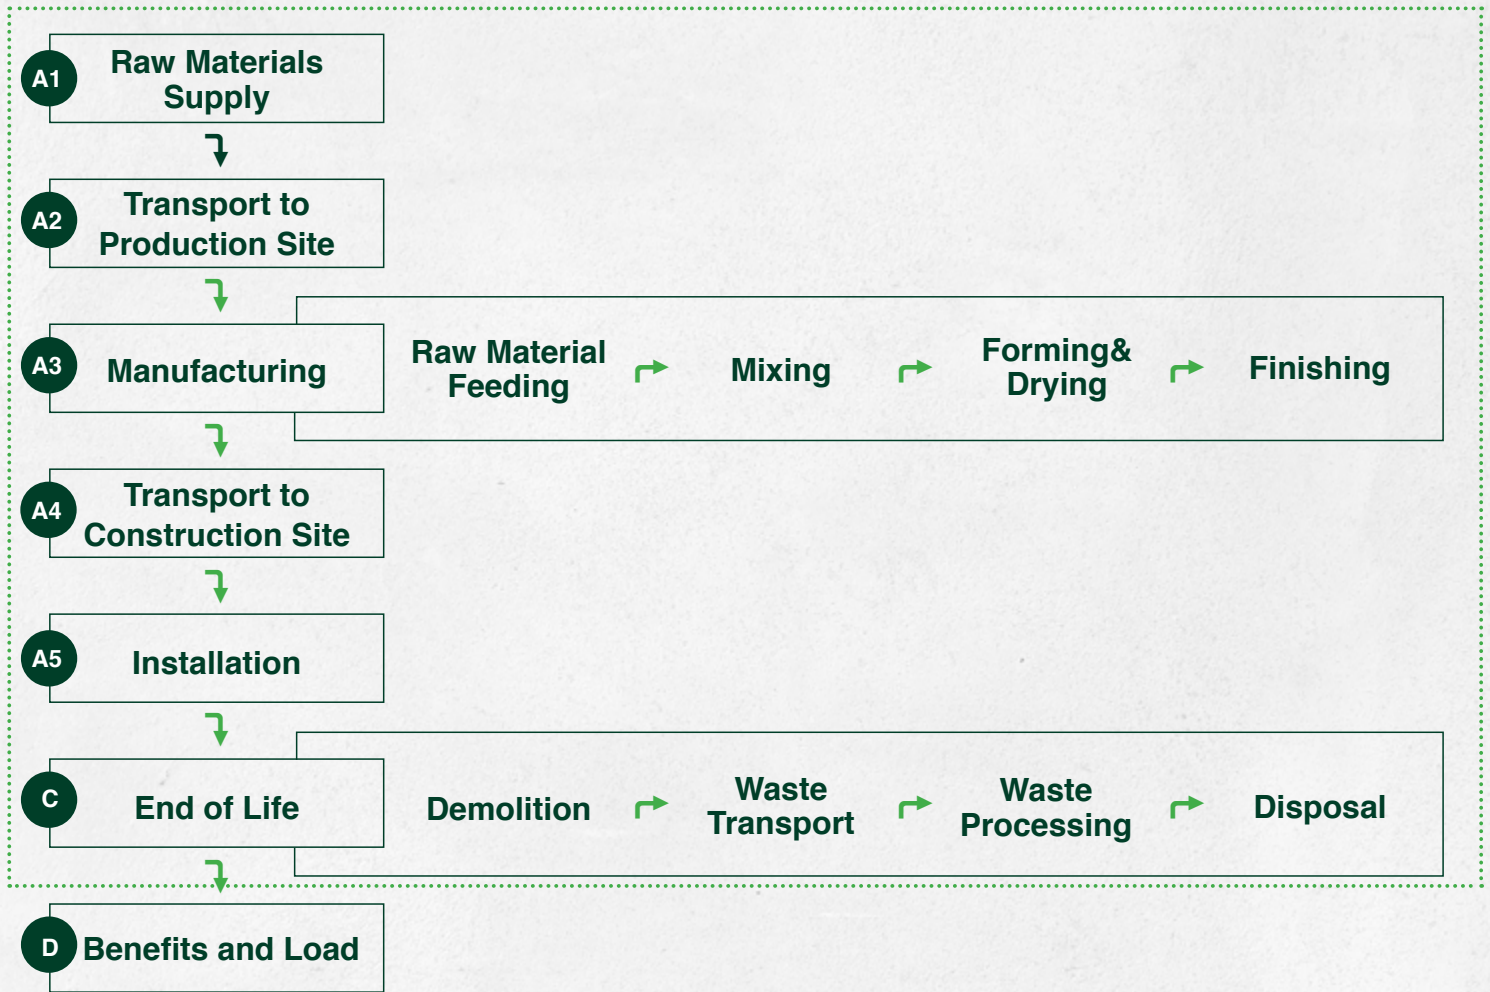 A1
Raw Materials
Supply
A2
Transport to
Production Site
A3
Manufacturing
Raw Material
Feeding
Mixing
Forming&
Drying
Finishing
A4
Transport to
Construction Site
A5
Installation
C
End of Life
Demolition
Waste
Transport
Waste
Processing
Disposal
D
Benefits and Load